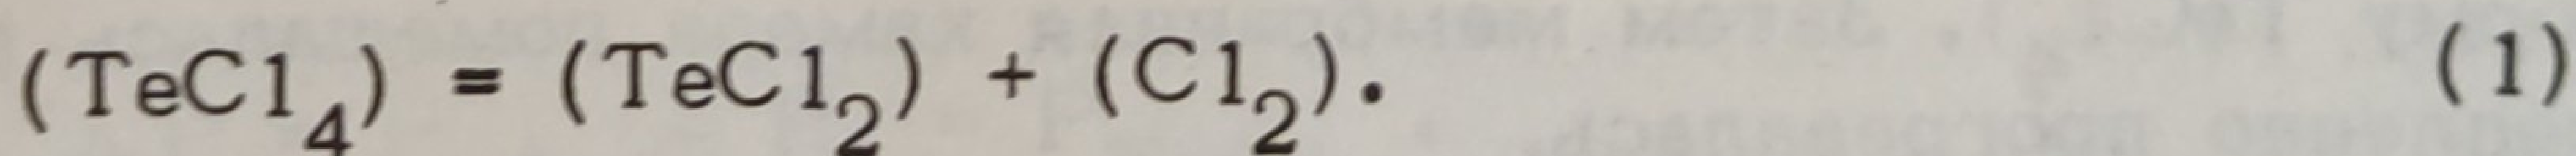 (TeCl₄) = (TeCl₂) + (Cl₂). (1)